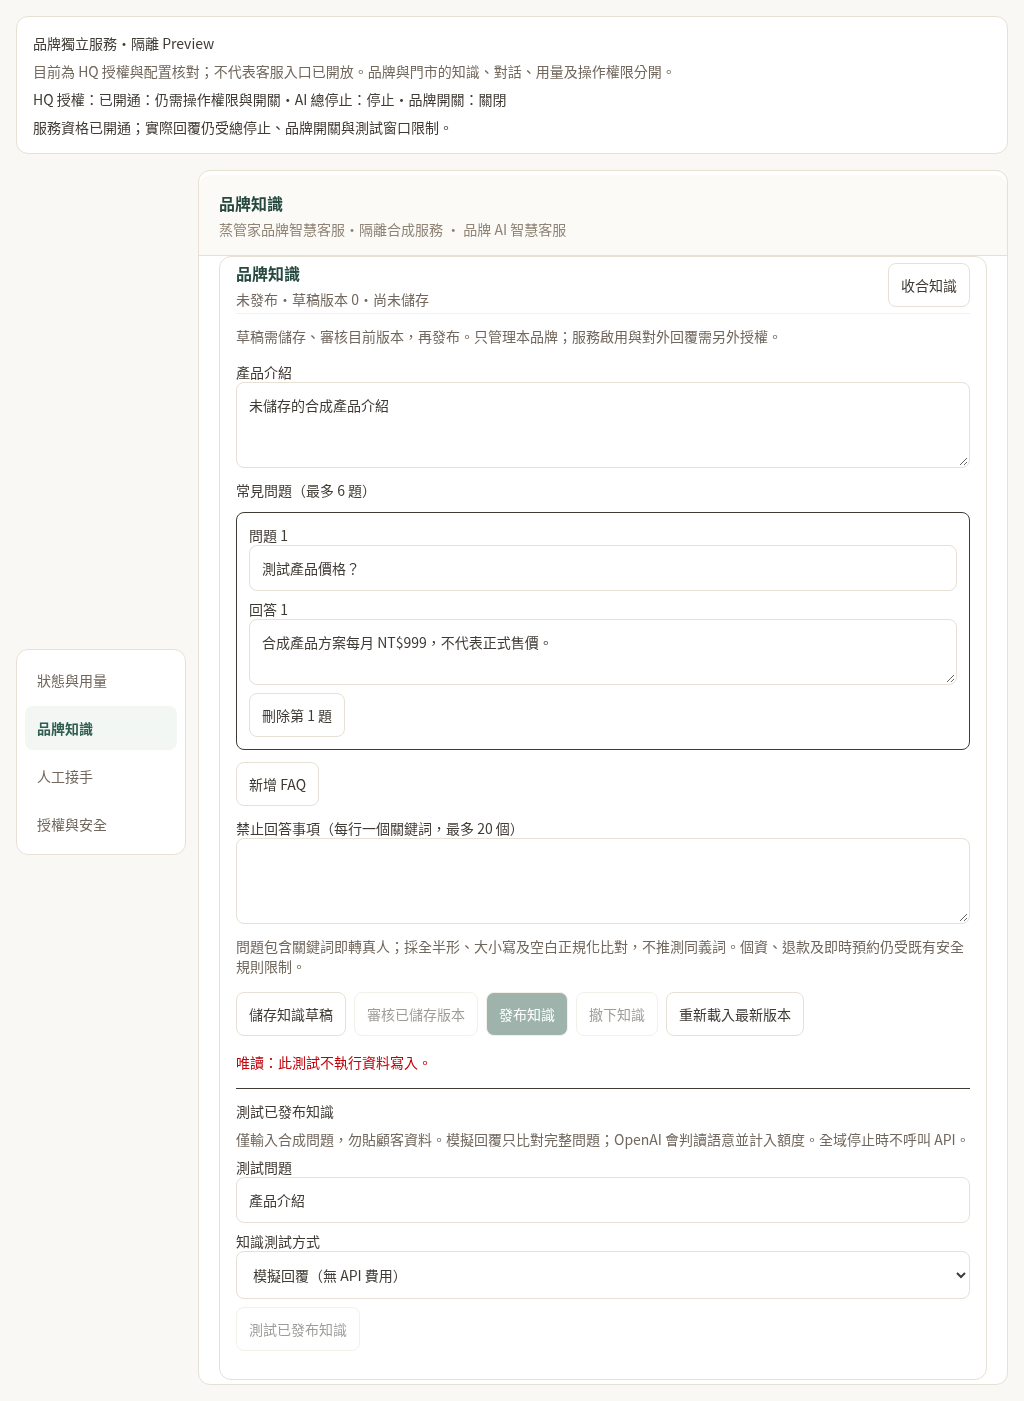 品牌獨立服務・隔離 Preview
目前為 HQ 授權與配置核對；不代表客服入口已開放。品牌與門市的知識、對話、用量及操作權限分開。
HQ 授權：已開通：仍需操作權限與開關・AI 總停止：停止・品牌開關：關閉
服務資格已開通；實際回覆仍受總停止、品牌開關與測試窗口限制。
狀態與用量
品牌知識
人工接手
授權與安全
品牌知識
蒸管家品牌智慧客服・隔離合成服務 ・ 品牌 AI 智慧客服
品牌知識
未發布・草稿版本 0・尚未儲存
收合知識
草稿需儲存、審核目前版本，再發布。只管理本品牌；服務啟用與對外回覆需另外授權。
產品介紹
未儲存的合成產品介紹
常見問題（最多 6 題）
問題 1
測試產品價格？
回答 1
合成產品方案每月 NT$999，不代表正式售價。
刪除第 1 題
新增 FAQ
禁止回答事項（每行一個關鍵詞，最多 20 個）
問題包含關鍵詞即轉真人；採全半形、大小寫及空白正規化比對，不推測同義詞。個資、退款及即時預約仍受既有安全
規則限制。
儲存知識草稿
審核已儲存版本
發布知識
撤下知識
重新載入最新版本
唯讀：此測試不執行資料寫入。
測試已發布知識
僅輸入合成問題，勿貼顧客資料。模擬回覆只比對完整問題；OpenAI 會判讀語意並計入額度。全域停止時不呼叫 API。
測試問題
產品介紹
知識測試方式
模擬回覆（無 API 費用）
測試已發布知識